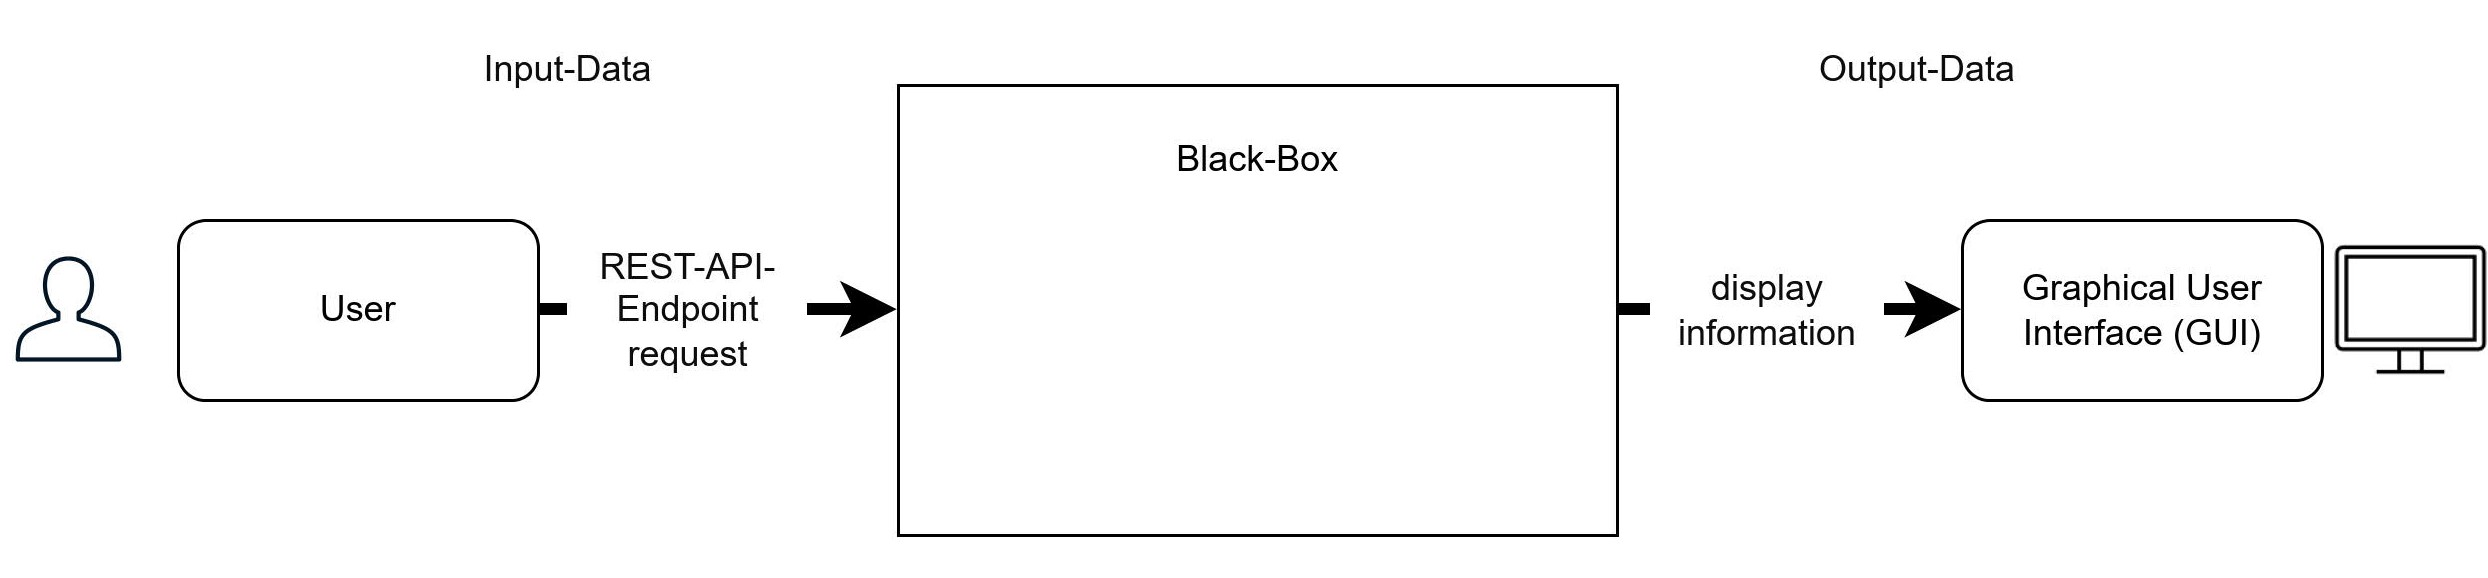 Input-Data
Output-Data
Black-Box
User
REST-API-
Endpoint
request
display
information
Graphical User
Interface (GUI)